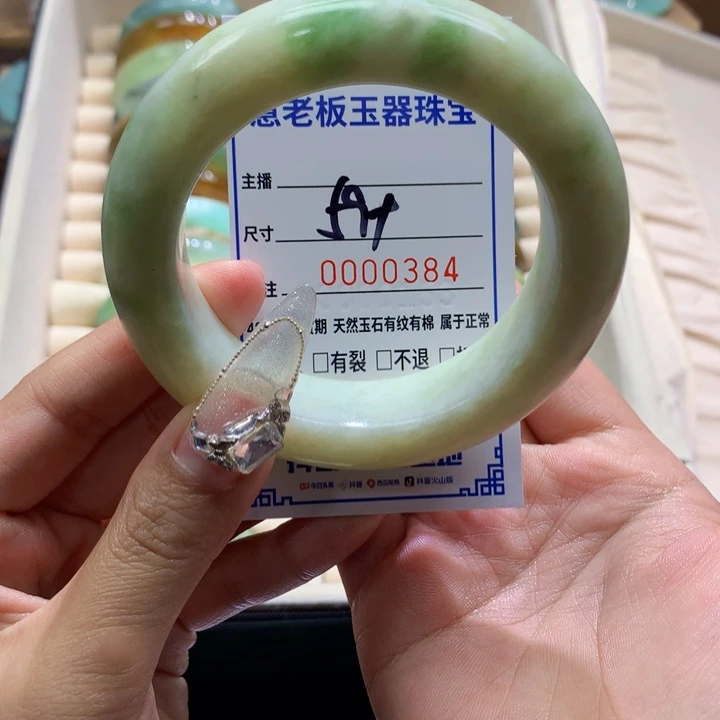 老板玉器珠宝
主播
尺寸
0000384
注
期 天然玉石有纹有棉 属于正常
□有裂 □不退 □
今日头条 抖音 西瓜视频 抖音火山版